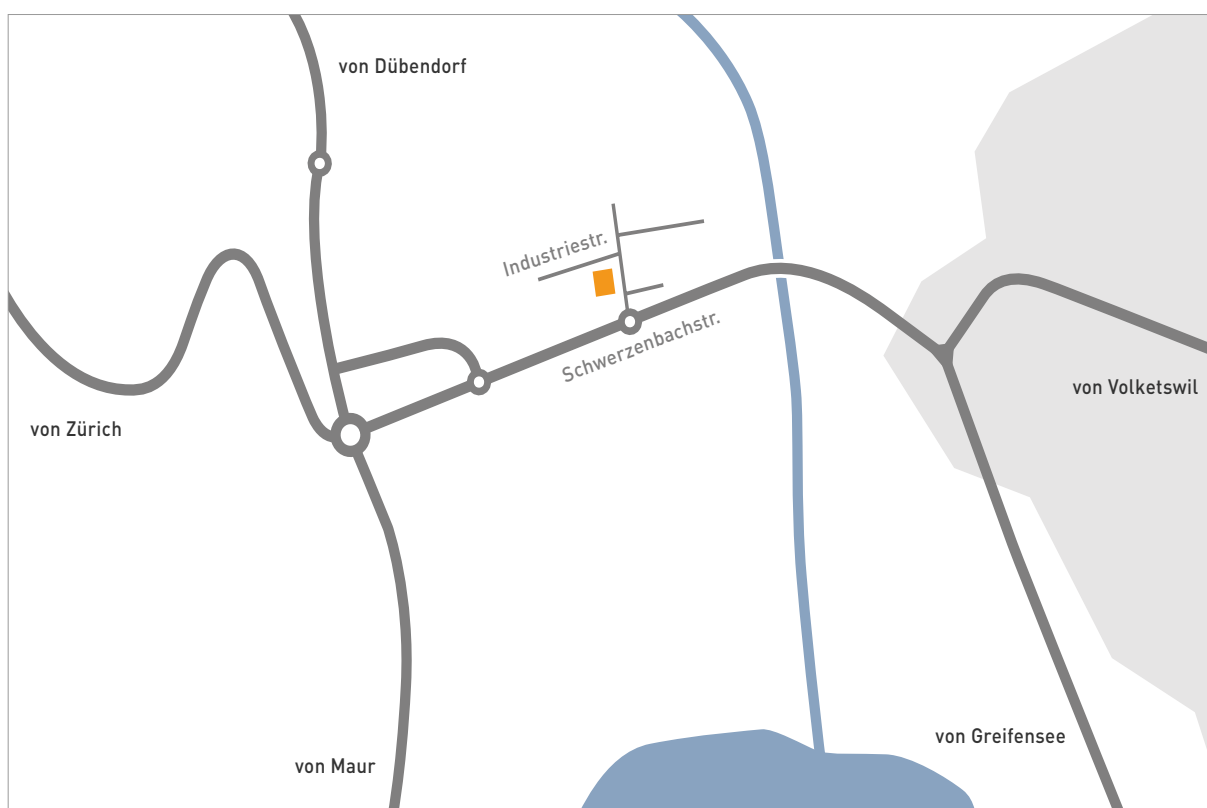 von Dübendorf
Industriestr.
Schwerzenbachstr.
von Volketswil
von Zürich
von Greifensee
von Maur